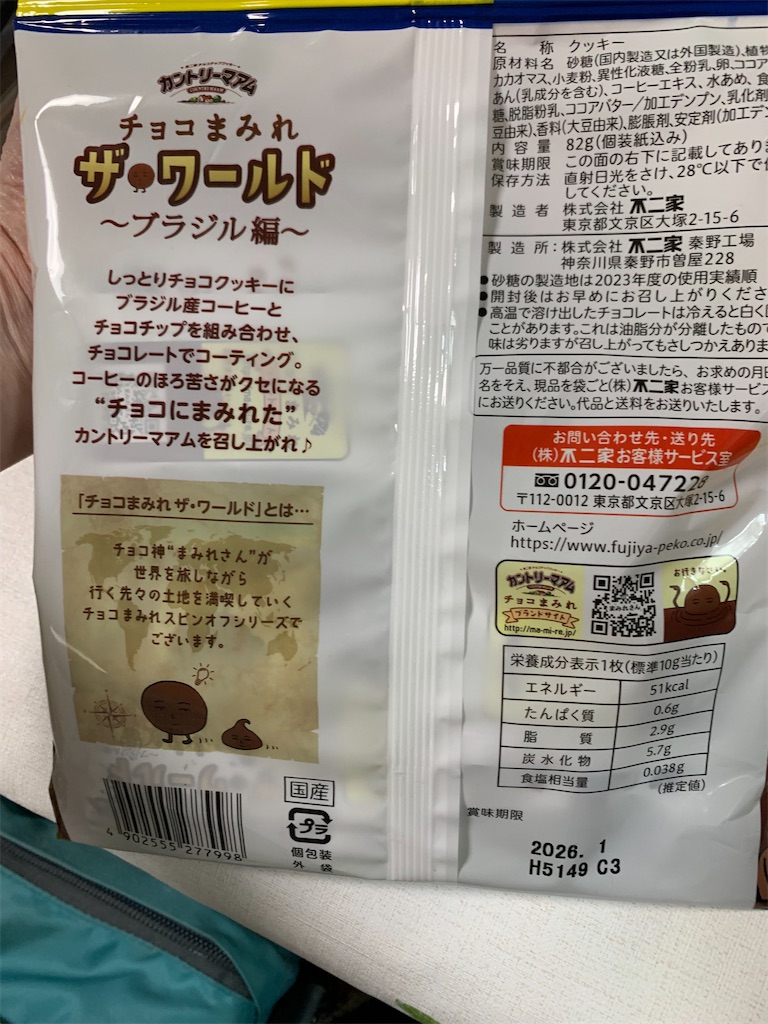 カントリーマアム
COUNTRY MA'AM
チョコまみれ
ザ・ワールド
〜ブラジル編〜
しっとりチョコクッキーに
ブラジル産コーヒーと
チョコチップを組み合わせ、
チョコレートでコーティング。
コーヒーのほろ苦さがクセになる
“チョコにまみれた”
カントリーマアムを召し上がれ♪
「チョコまみれ ザ・ワールド」とは…
チョコ神“まみれさん”が
世界を旅しながら
行く先々の土地を満喫していく
チョコまみれスピンオフシリーズで
ございます。
4 902555 277998
国産
プラ
個包装
外袋
名称 クッキー
原材料名 砂糖(国内製造又は外国製造)、植物
カカオマス、小麦粉、異性化液糖、全粉乳、卵、ココア
あん(乳成分を含む)、コーヒーエキス、水あめ、食
糖、脱脂粉乳、ココアバター/加工デンプン、乳化剤
豆由来)、香料(大豆由来)、膨脹剤、安定剤(加工デン
内容量 82g(個装紙込み)
賞味期限 この面の右下に記載してあり
保存方法 直射日光をさけ、28℃以下で
してください。
製造者 株式会社 不二家
東京都文京区大塚2-15-6
製造所:株式会社 不二家 秦野工場
神奈川県秦野市曽屋228
●砂糖の製造地は2023年度の使用実績順
●開封後はお早めにお召し上がりくださ
●高温で溶け出したチョコレートは冷えると白く
ことがあります。これは油脂分が分離したもので
味は劣りますが召し上がってもさしつかえありま
万一品質に不都合がございましたら、お求めの月日
名をそえ、現品を袋ごと(株)不二家お客様サービス
にお送りください。代品と送料をお送りいたします。
お問い合わせ先・送り先
(株)不二家お客様サービス室
0120-047228
〒112-0012 東京都文京区大塚2-15-6
ホームページ
https://www.fujiya-peko.co.jp/
カントリーマアム
チョコまみれ
ブランドサイト
http://ma-mi-re.jp/
まみれさん
お行きなさい…
栄養成分表示1枚(標準10g当たり)
エネルギー 51kcal
たんぱく質 0.6g
脂質 2.9g
炭水化物 5.7g
食塩相当量 0.038g
(推定値)
賞味期限
2026. 1
H5149 C3